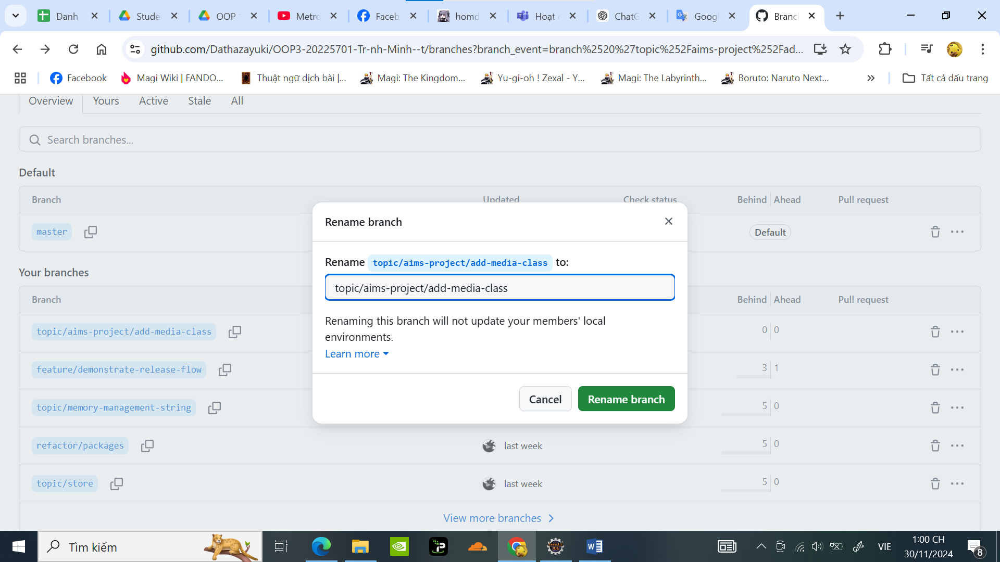 Danh
Stude
OOP
Metro
Faceb
homd
Hoạt
ChatG
Googl
Branc
github.com/Dathazayuki/OOP3-20225701-Tr-nh-Minh--t/branches?branch_event=branch%2520%27topic%252Faims-project%252Fad...
Facebook
Magi Wiki | FANDO...
Thuật ngữ dịch bài |...
Magi: The Kingdom...
Yu-gi-oh ! Zexal - Y...
Magi: The Labyrinth...
Boruto: Naruto Next...
Tất cả dấu trang
Overview Yours Active Stale All
Search branches...
Default
Branch Updated Check status Behind Ahead Pull request
master Default
Your branches
Branch Behind Ahead Pull request
topic/aims-project/add-media-class 0 0
feature/demonstrate-release-flow 3 1
topic/memory-management-string 5 0
refactor/packages last week 5 0
topic/store last week 5 0
View more branches
Rename branch
Rename topic/aims-project/add-media-class to:
topic/aims-project/add-media-class
Renaming this branch will not update your members' local
environments.
Learn more
Cancel Rename branch
Tìm kiếm
VIE
1:00 CH
30/11/2024
8